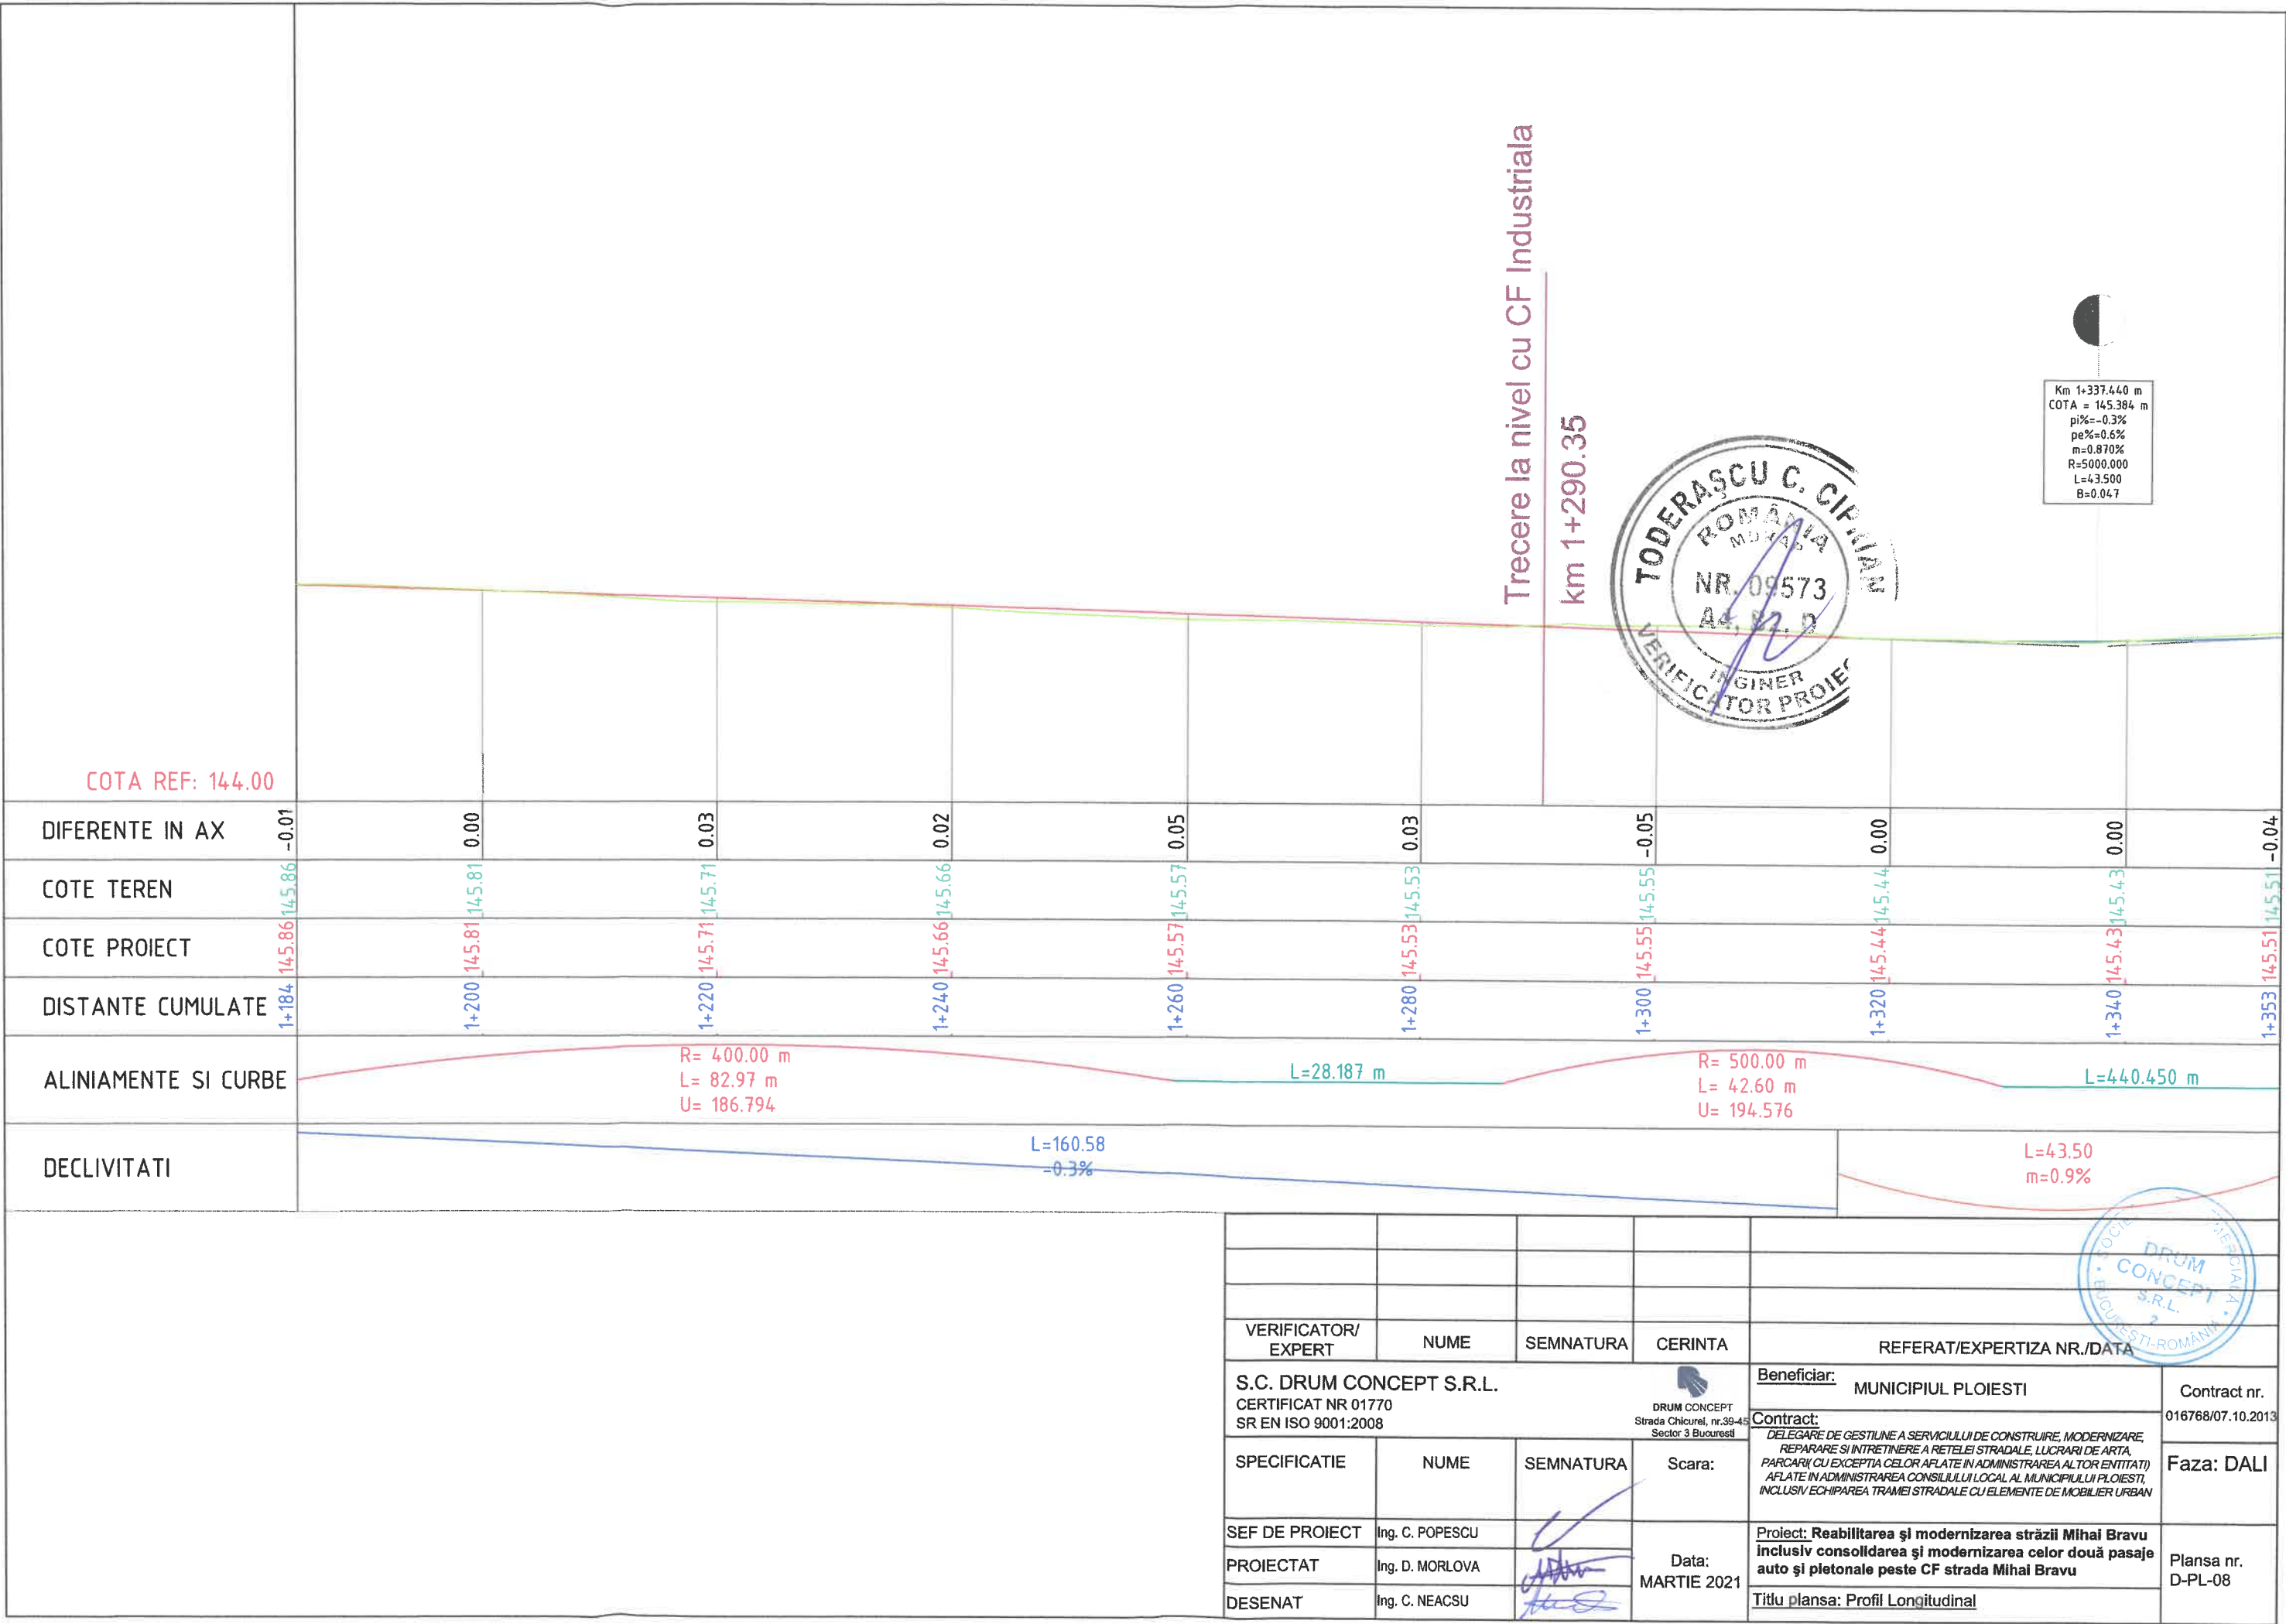 Trecere la nivel cu CF Industriala
km 1+290.35
Km 1+337.440 m
COTA = 145.384 m
pi%=-0.3%
pe%=0.6%
m=0.870%
R=5000.000
L=43.500
B=0.047
TODERAȘCU C. CIPRIAN
ROMÂNIA
NR. 09573
A4, B2, D
INGINER
VERIFICATOR
COTA REF: 144.00
DIFERENTE IN AX -0.01 0.00 0.03 0.02 0.05 0.03 -0.05 0.00 0.00 -0.04
COTE TEREN 145.86 145.81 145.71 145.66 145.57 145.53 145.55 145.44 145.43 145.51
COTE PROIECT 145.86 145.81 145.71 145.66 145.57 145.53 145.55 145.44 145.43 145.51
DISTANTE CUMULATE 1+184 1+200 1+220 1+240 1+260 1+280 1+300 1+320 1+340 1+353
ALINIAMENTE SI CURBE
R= 400.00 m
L= 82.97 m
U= 186.794
L=28.187 m
R= 500.00 m
L= 42.60 m
U= 194.576
L=440.450 m
DECLIVITATI
L=160.58
-0.3%
L=43.50
m=0.9%
DRUM
CONCEPT
S.R.L.
2
BUCUREȘTI-ROMÂNIA
VERIFICATOR/
EXPERT
NUME
SEMNATURA
CERINTA
REFERAT/EXPERTIZA NR./DATA
S.C. DRUM CONCEPT S.R.L.
CERTIFICAT NR 01770
SR EN ISO 9001:2008
DRUM CONCEPT
Strada Chicurei, nr.39-45
Sector 3 Bucuresti
Beneficiar:
MUNICIPIUL PLOIESTI
Contract nr.
016768/07.10.2013
Contract:
DELEGARE DE GESTIUNE A SERVICIULUI DE CONSTRUIRE, MODERNIZARE,
REPARARE SI INTRETINERE A RETELEI STRADALE, LUCRARI DE ARTA,
PARCARI( CU EXCEPTIA CELOR AFLATE IN ADMINISTRAREA ALTOR ENTITATI)
AFLATE IN ADMINISTRAREA CONSILIULUI LOCAL AL MUNICIPIULUI PLOIESTI,
INCLUSIV ECHIPAREA TRAMEI STRADALE CU ELEMENTE DE MOBILIER URBAN
Faza: DALI
SPECIFICATIE
NUME
SEMNATURA
Scara:
SEF DE PROIECT
Ing. C. POPESCU
PROIECTAT
Ing. D. MORLOVA
DESENAT
Ing. C. NEACSU
Data:
MARTIE 2021
Proiect: Reabilitarea şi modernizarea străzii Mihai Bravu
inclusiv consolidarea şi modernizarea celor două pasaje
auto şi pietonale peste CF strada Mihai Bravu
Titlu plansa: Profil Longitudinal
Plansa nr.
D-PL-08